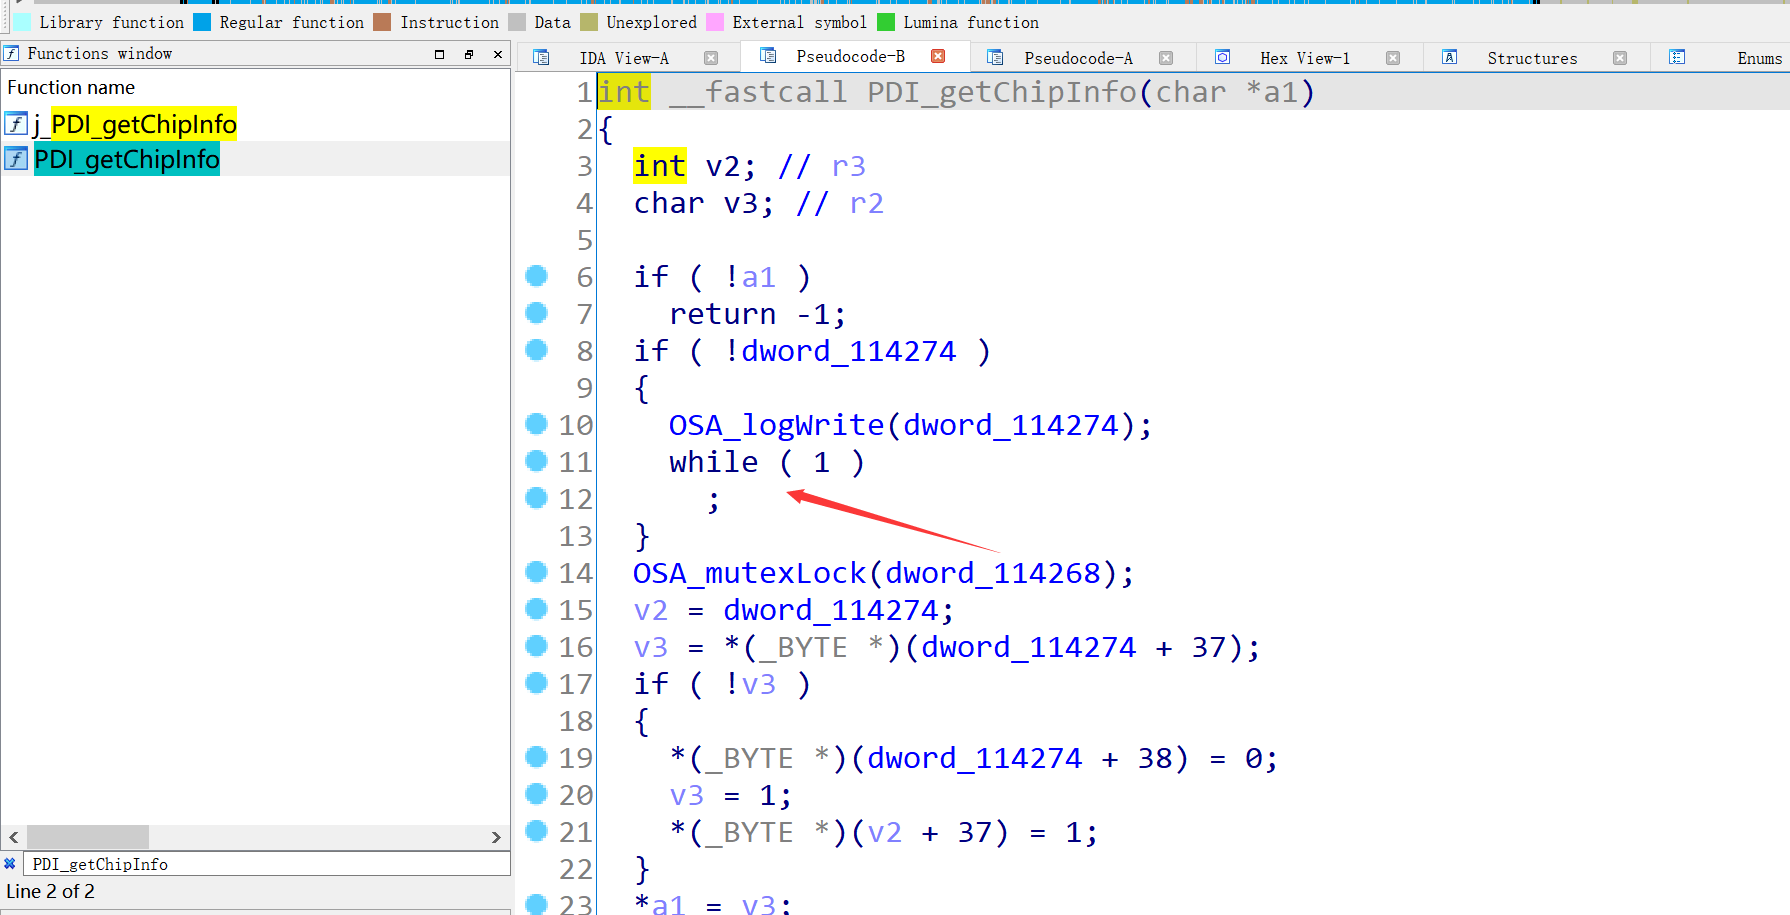 Library function Regular function Instruction Data Unexplored External symbol Lumina function
Functions window
IDA View-A Pseudocode-B Pseudocode-A Hex View-1 Structures Enums
Function name
j_PDI_getChipInfo
PDI_getChipInfo
1 int __fastcall PDI_getChipInfo(char *a1)
2 {
3 int v2; // r3
4 char v3; // r2
5
6 if ( !a1 )
7 return -1;
8 if ( !dword_114274 )
9 {
10 OSA_logWrite(dword_114274);
11 while ( 1 )
12 ;
13 }
14 OSA_mutexLock(dword_114268);
15 v2 = dword_114274;
16 v3 = *(_BYTE *)(dword_114274 + 37);
17 if ( !v3 )
18 {
19 *(_BYTE *)(dword_114274 + 38) = 0;
20 v3 = 1;
21 *(_BYTE *)(v2 + 37) = 1;
22 }
23 *a1 = v3;
PDI_getChipInfo
Line 2 of 2